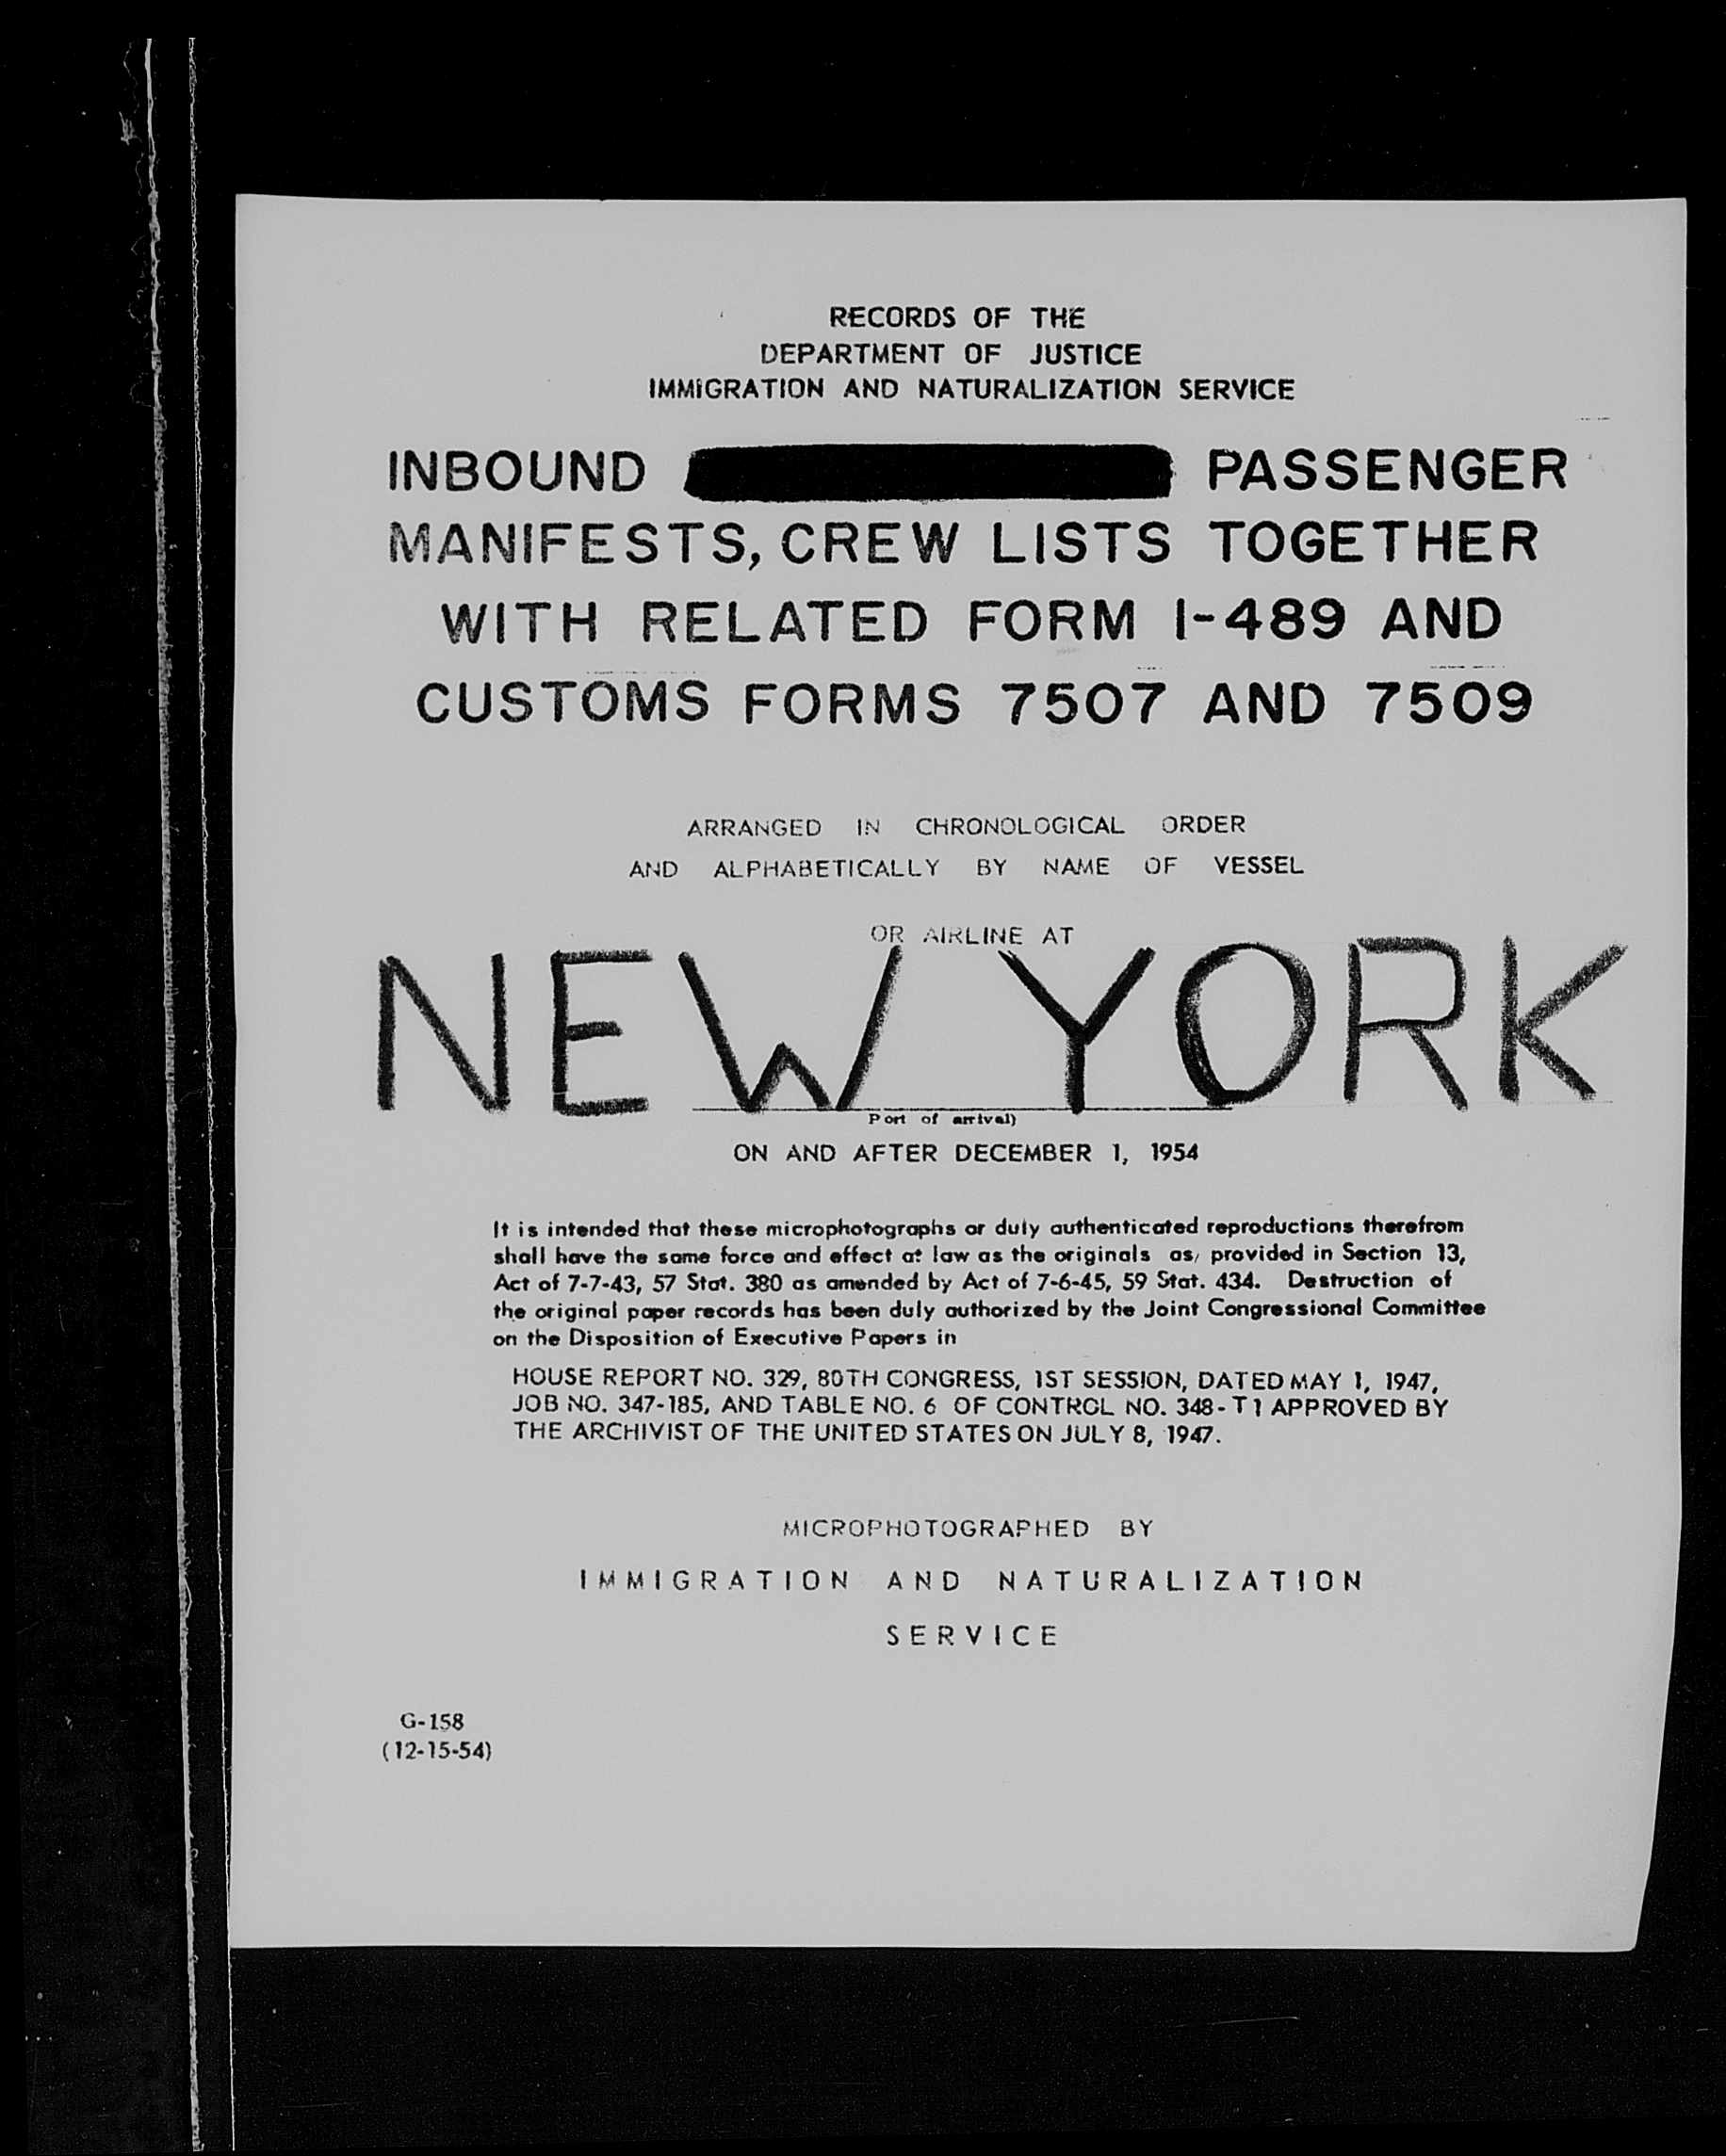 RECORDS OF THE
DEPARTMENT OF JUSTICE
IMMIGRATION AND NATURALIZATION SERVICE
INBOUND PASSENGER
MANIFESTS, CREW LISTS TOGETHER
WITH RELATED FORM I-489 AND
CUSTOMS FORMS 7507 AND 7509
ARRANGED IN CHRONOLOGICAL ORDER
AND ALPHABETICALLY BY NAME OF VESSEL
OR AIRLINE AT
NEW YORK
Port of arrival)
ON AND AFTER DECEMBER 1, 1954
It is intended that these microphotographs or duly authenticated reproductions therefrom
shall have the same force and effect at law as the originals as, provided in Section 13,
Act of 7-7-43, 57 Stat. 380 as amended by Act of 7-6-45, 59 Stat. 434. Destruction of
the original paper records has been duly authorized by the Joint Congressional Committee
on the Disposition of Executive Papers in
HOUSE REPORT NO. 329, 80TH CONGRESS, 1ST SESSION, DATED MAY 1, 1947,
JOB NO. 347-185, AND TABLE NO. 6 OF CONTROL NO. 348-T1 APPROVED BY
THE ARCHIVIST OF THE UNITED STATES ON JULY 8, 1947.
MICROPHOTOGRAPHED BY
IMMIGRATION AND NATURALIZATION
SERVICE
G-158
(12-15-54)